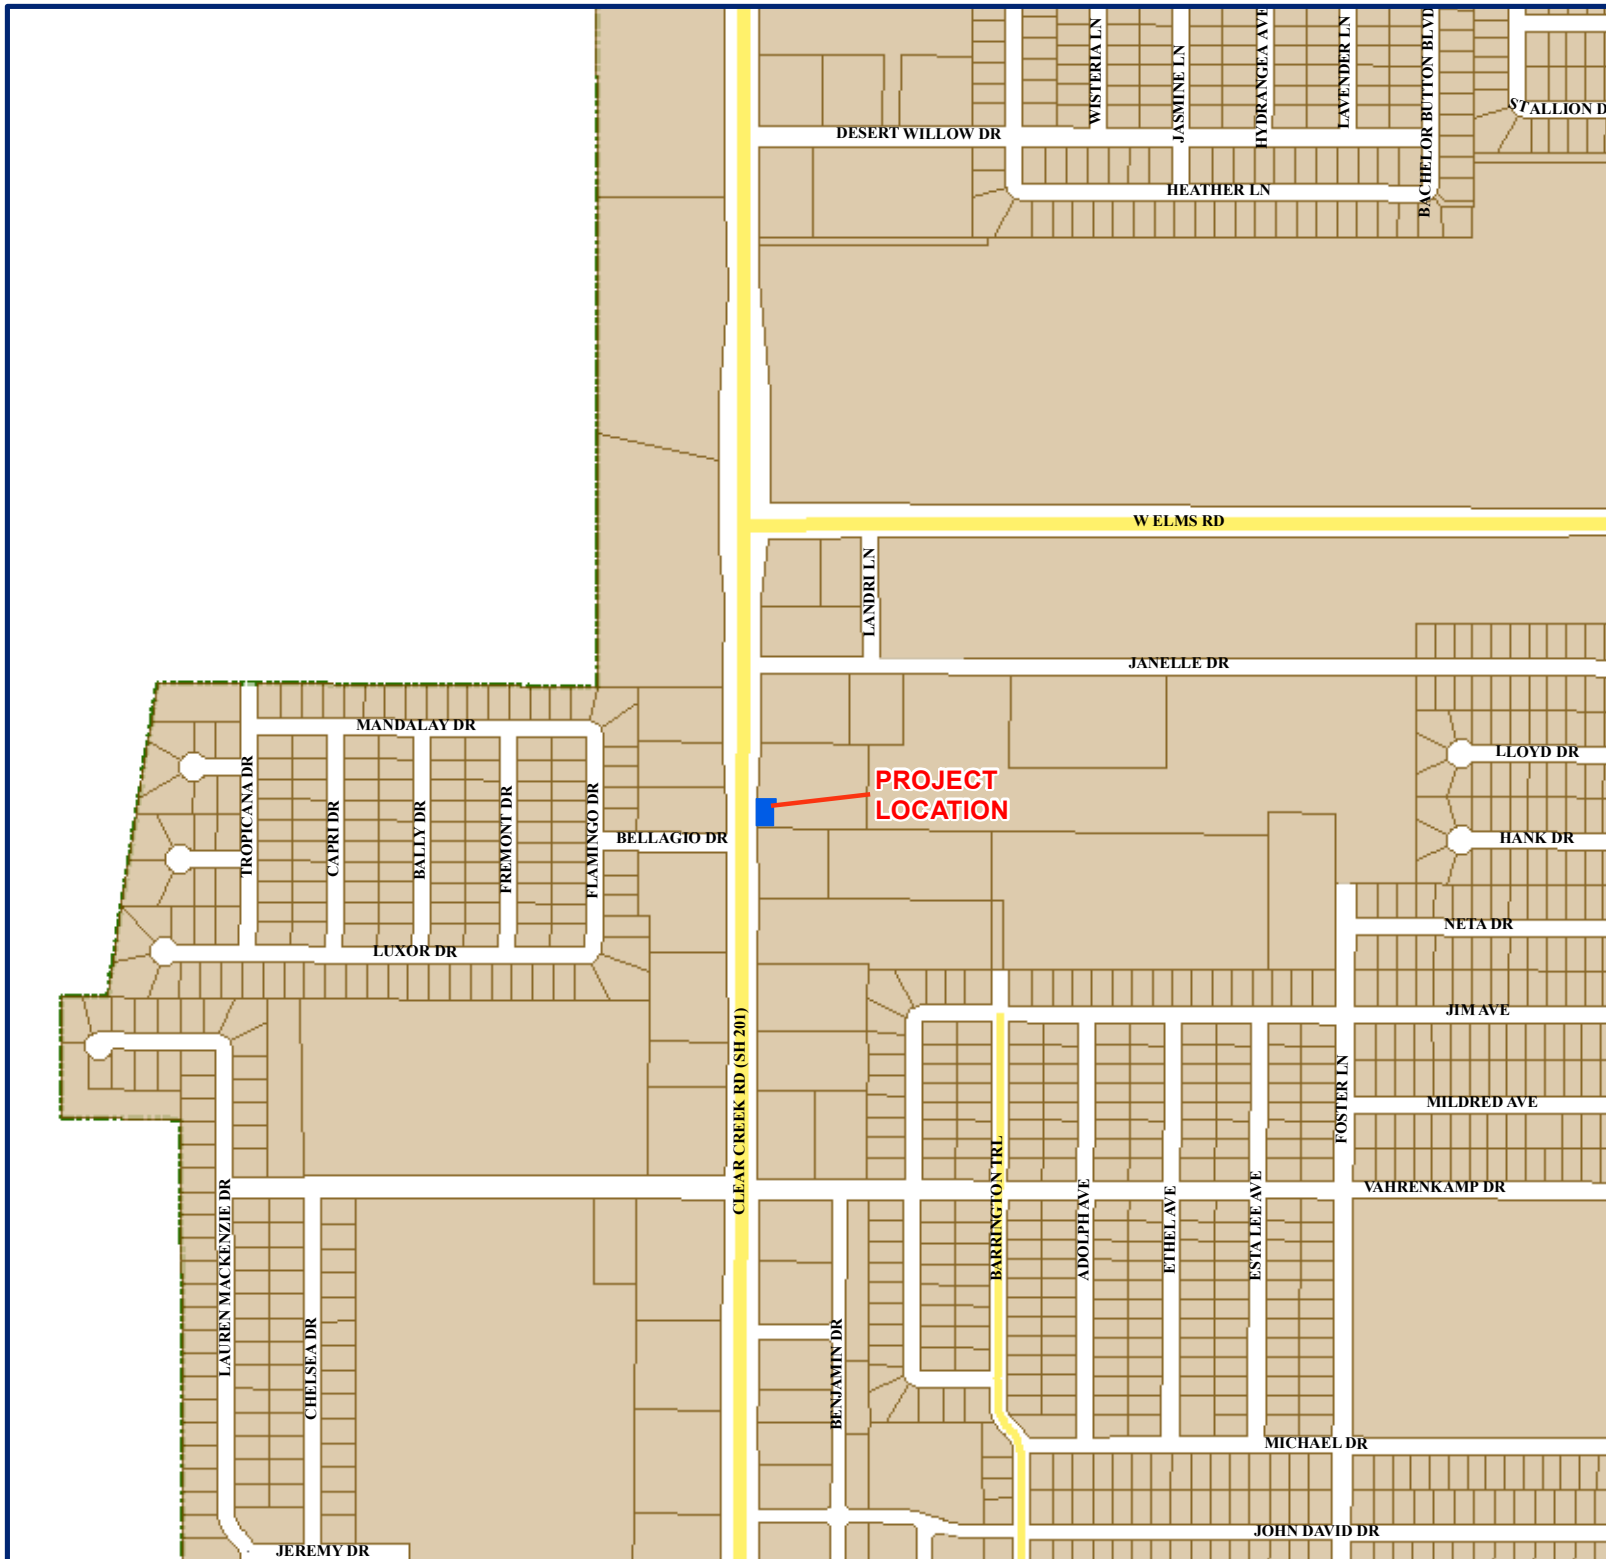 WISTERIA LN
JASMINE LN
HYDRANGEA AVE
LAVENDER LN
BACHELOR BUTTON BLVD
STALLION D
DESERT WILLOW DR
HEATHER LN
W ELMS RD
LANDRI LN
JANELLE DR
MANDALAY DR
LLOYD DR
TROPICANA DR
CAPRI DR
BALLY DR
FREMONT DR
FLAMINGO DR
PROJECT
LOCATION
BELLAGIO DR
HANK DR
NETA DR
LUXOR DR
JIM AVE
CLEAR CREEK RD (SH 201)
FOSTER LN
MILDRED AVE
BARRINGTON TRL
ADOLPH AVE
ETHEL AVE
ESTA LEE AVE
VAHRENKAMP DR
LAUREN MACKENZIE DR
CHELSEA DR
BENJAMIN DR
MICHAEL DR
JOHN DAVID DR
JEREMY DR